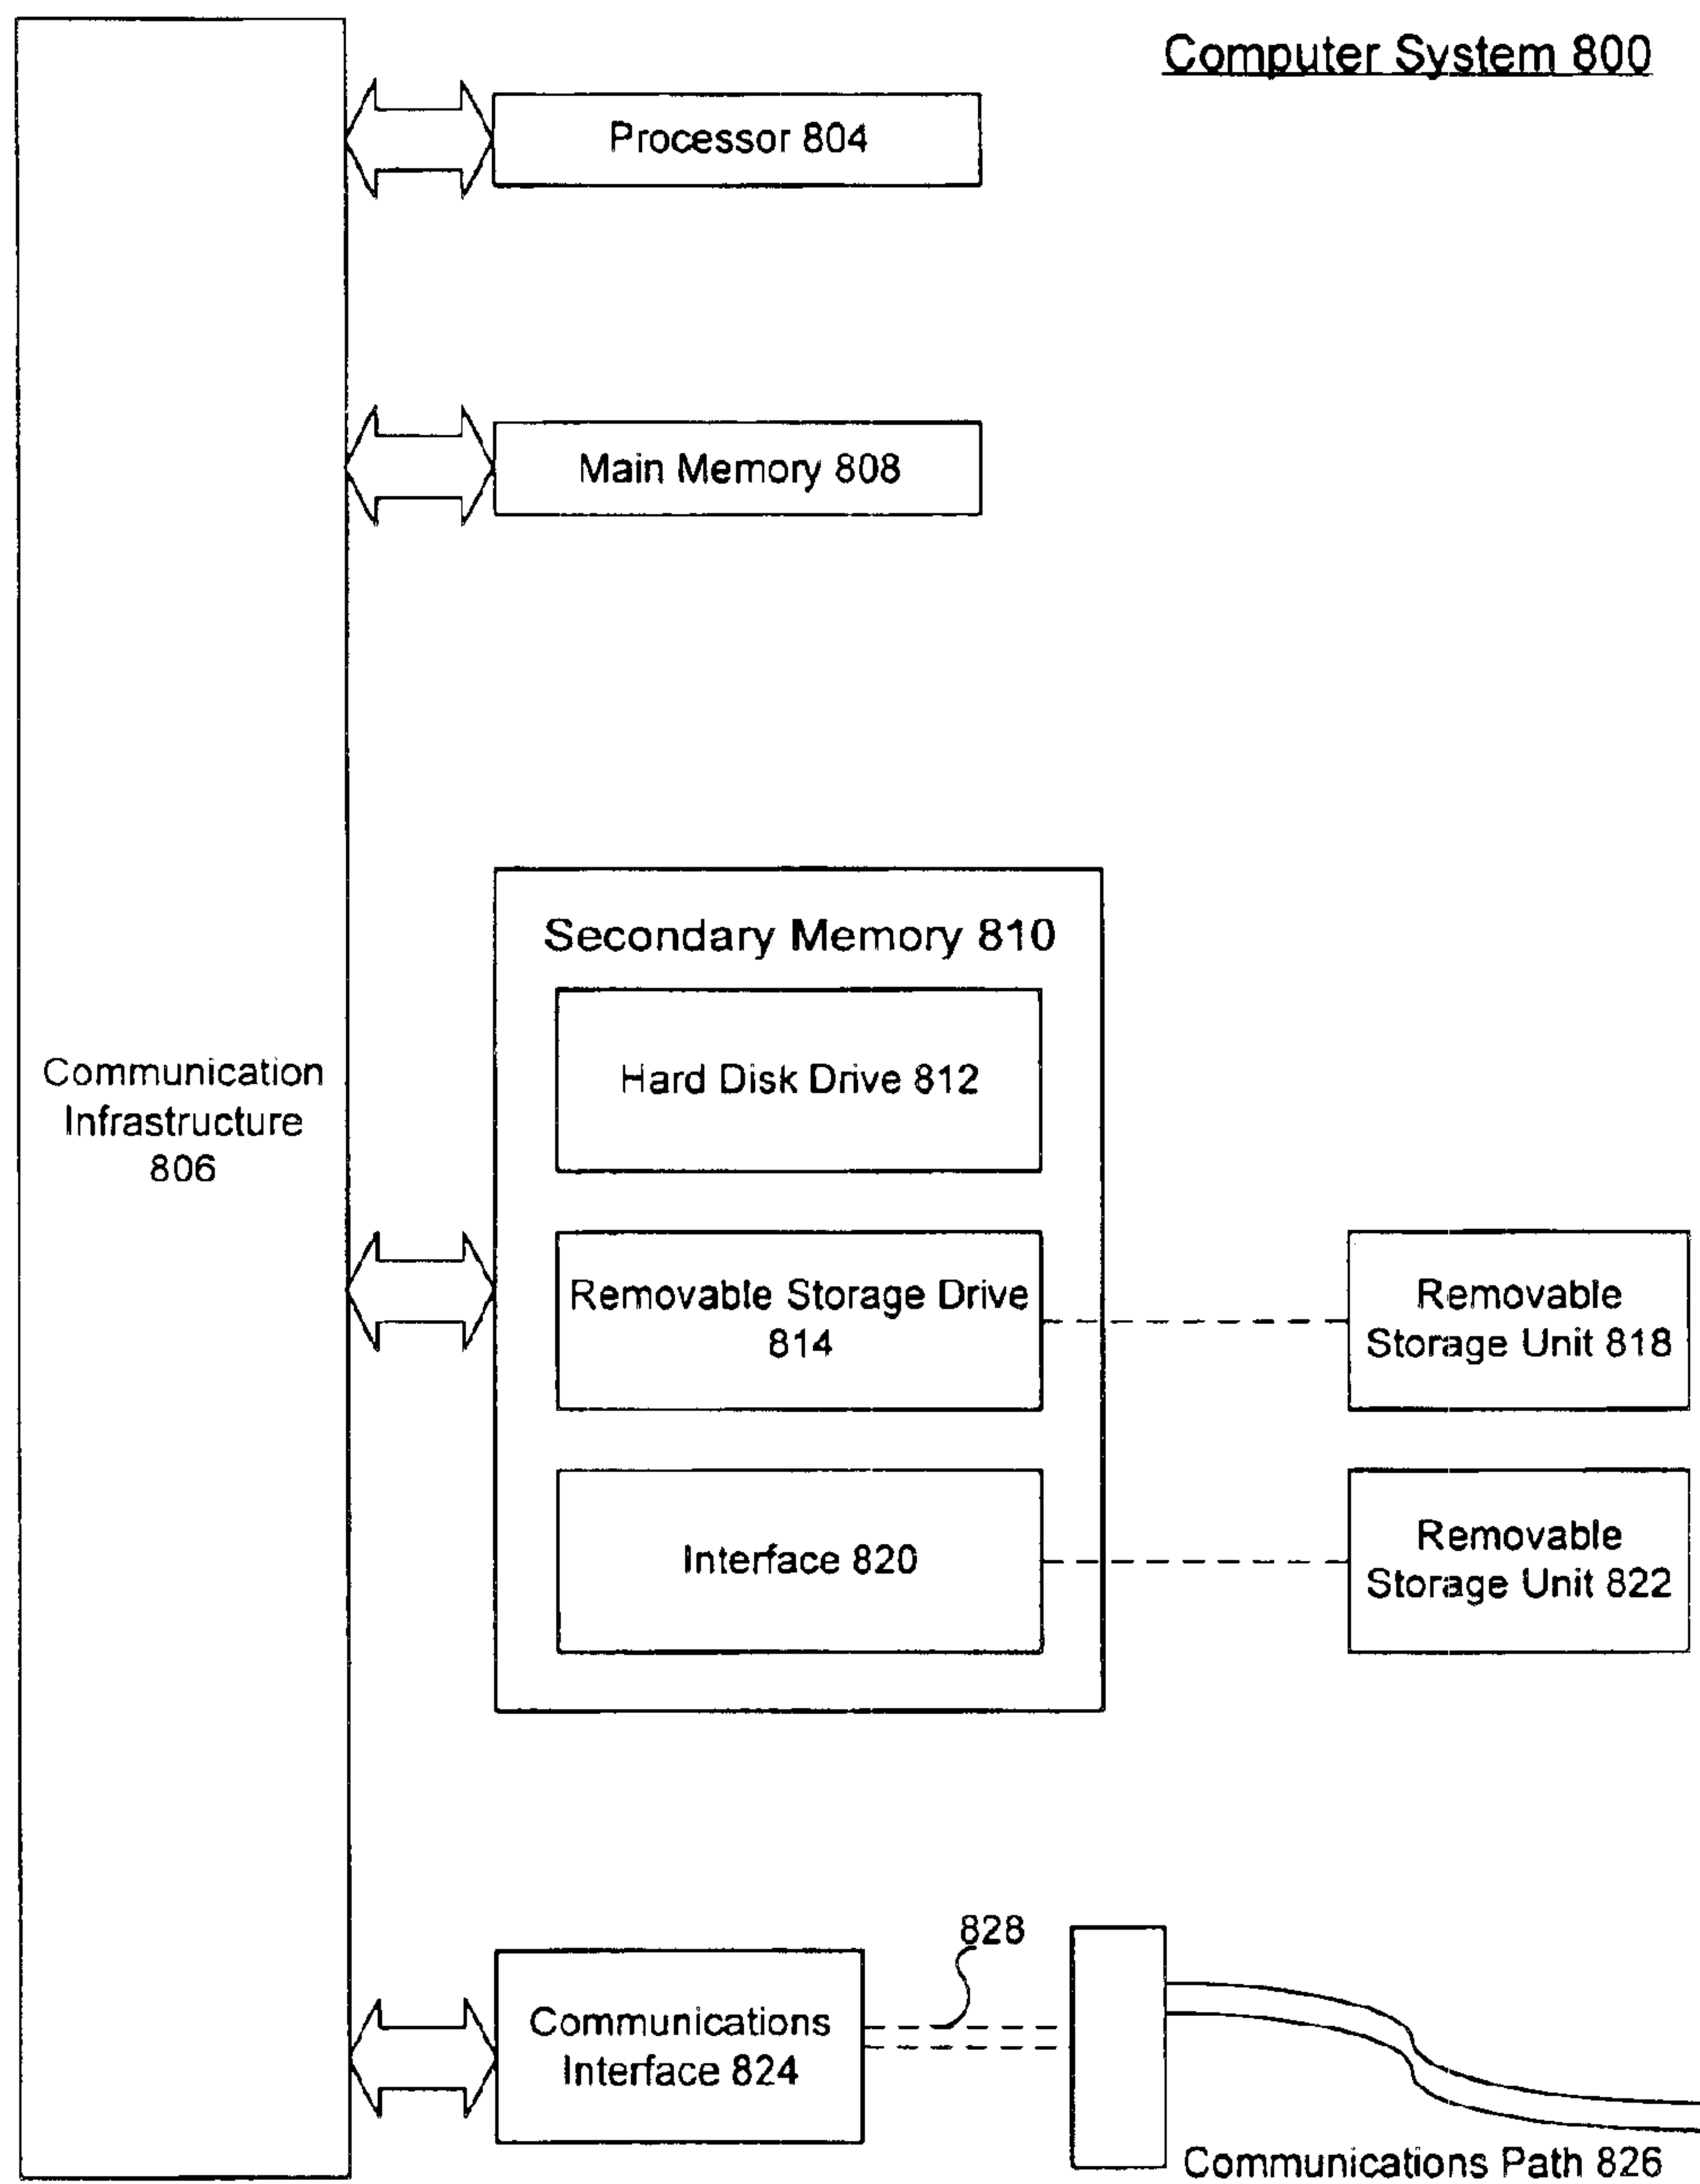 Computer System 800
Processor 804
Main Memory 808
Secondary Memory 810
Hard Disk Drive 812
Communication
Infrastructure
806
Removable Storage Drive
814
Removable
Storage Unit 818
Interface 820
Removable
Storage Unit 822
828
Communications
Interface 824
Communications Path 826